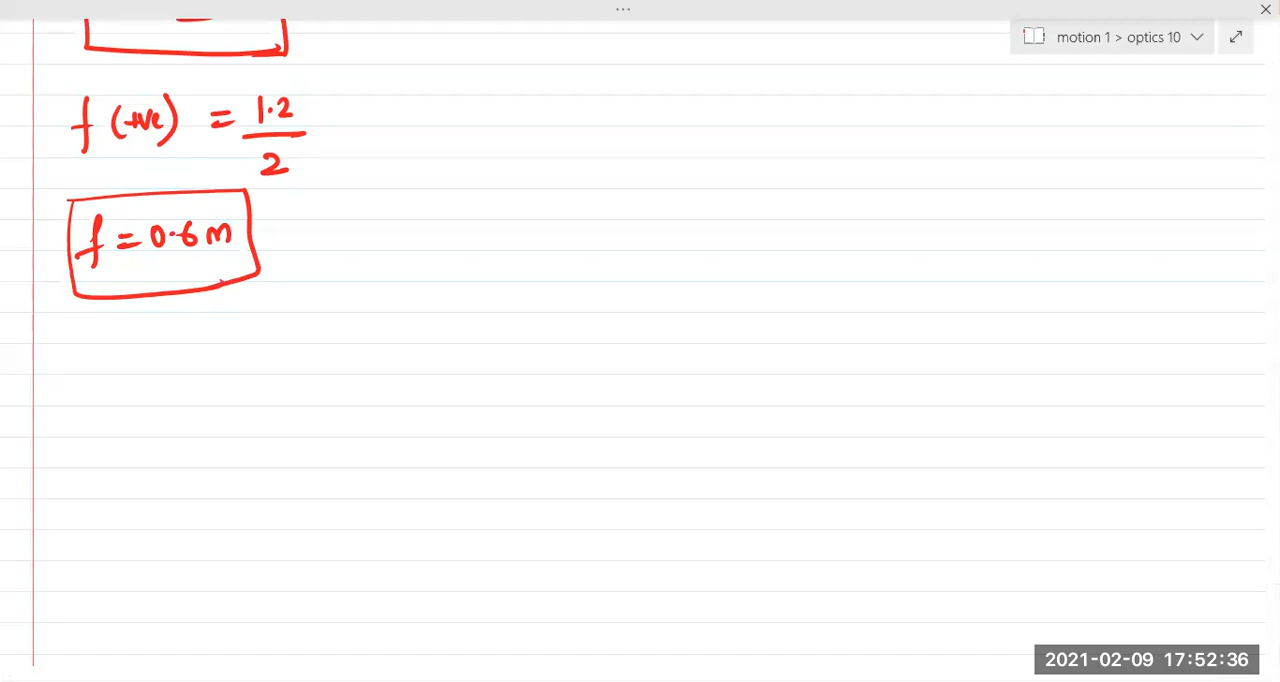 ...
motion 1 > optics 10
f (+ve) = 1.2 / 2
f = 0.6 m
2021-02-09 17:52:36